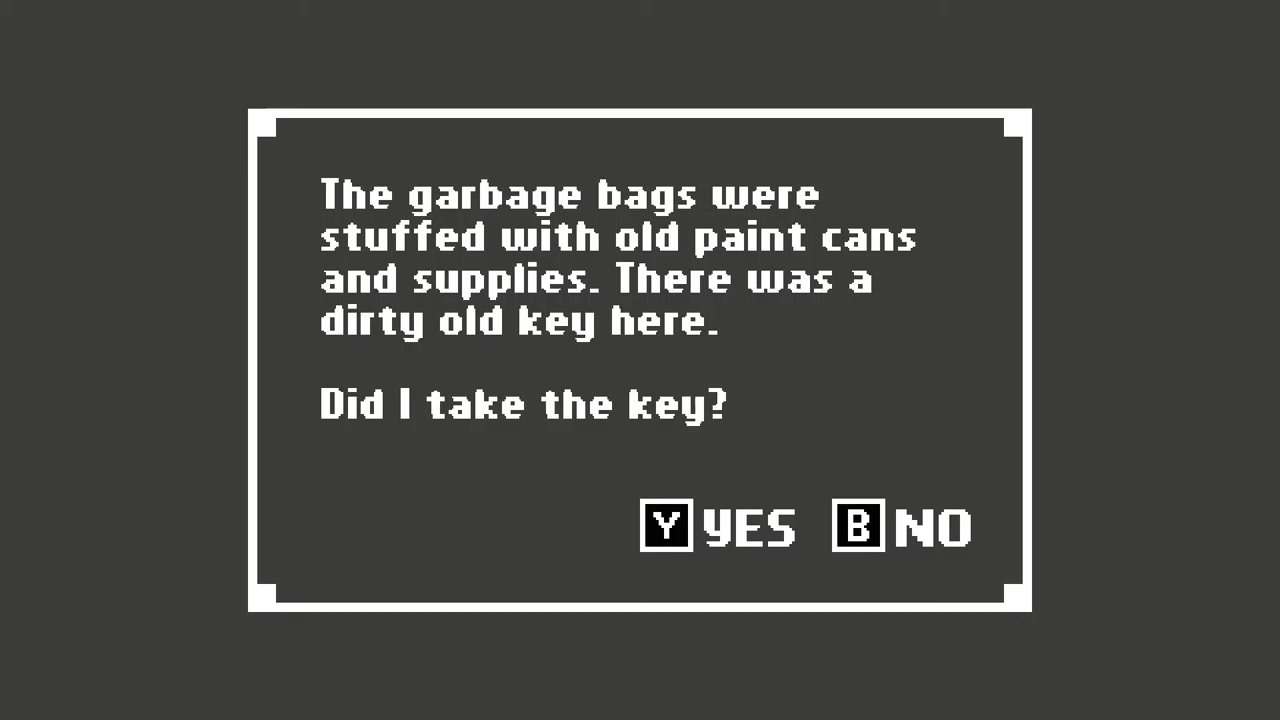 The garbage bags were
stuffed with old paint cans
and supplies. There was a
dirty old key here.
Did I take the key?
Y YES B NO